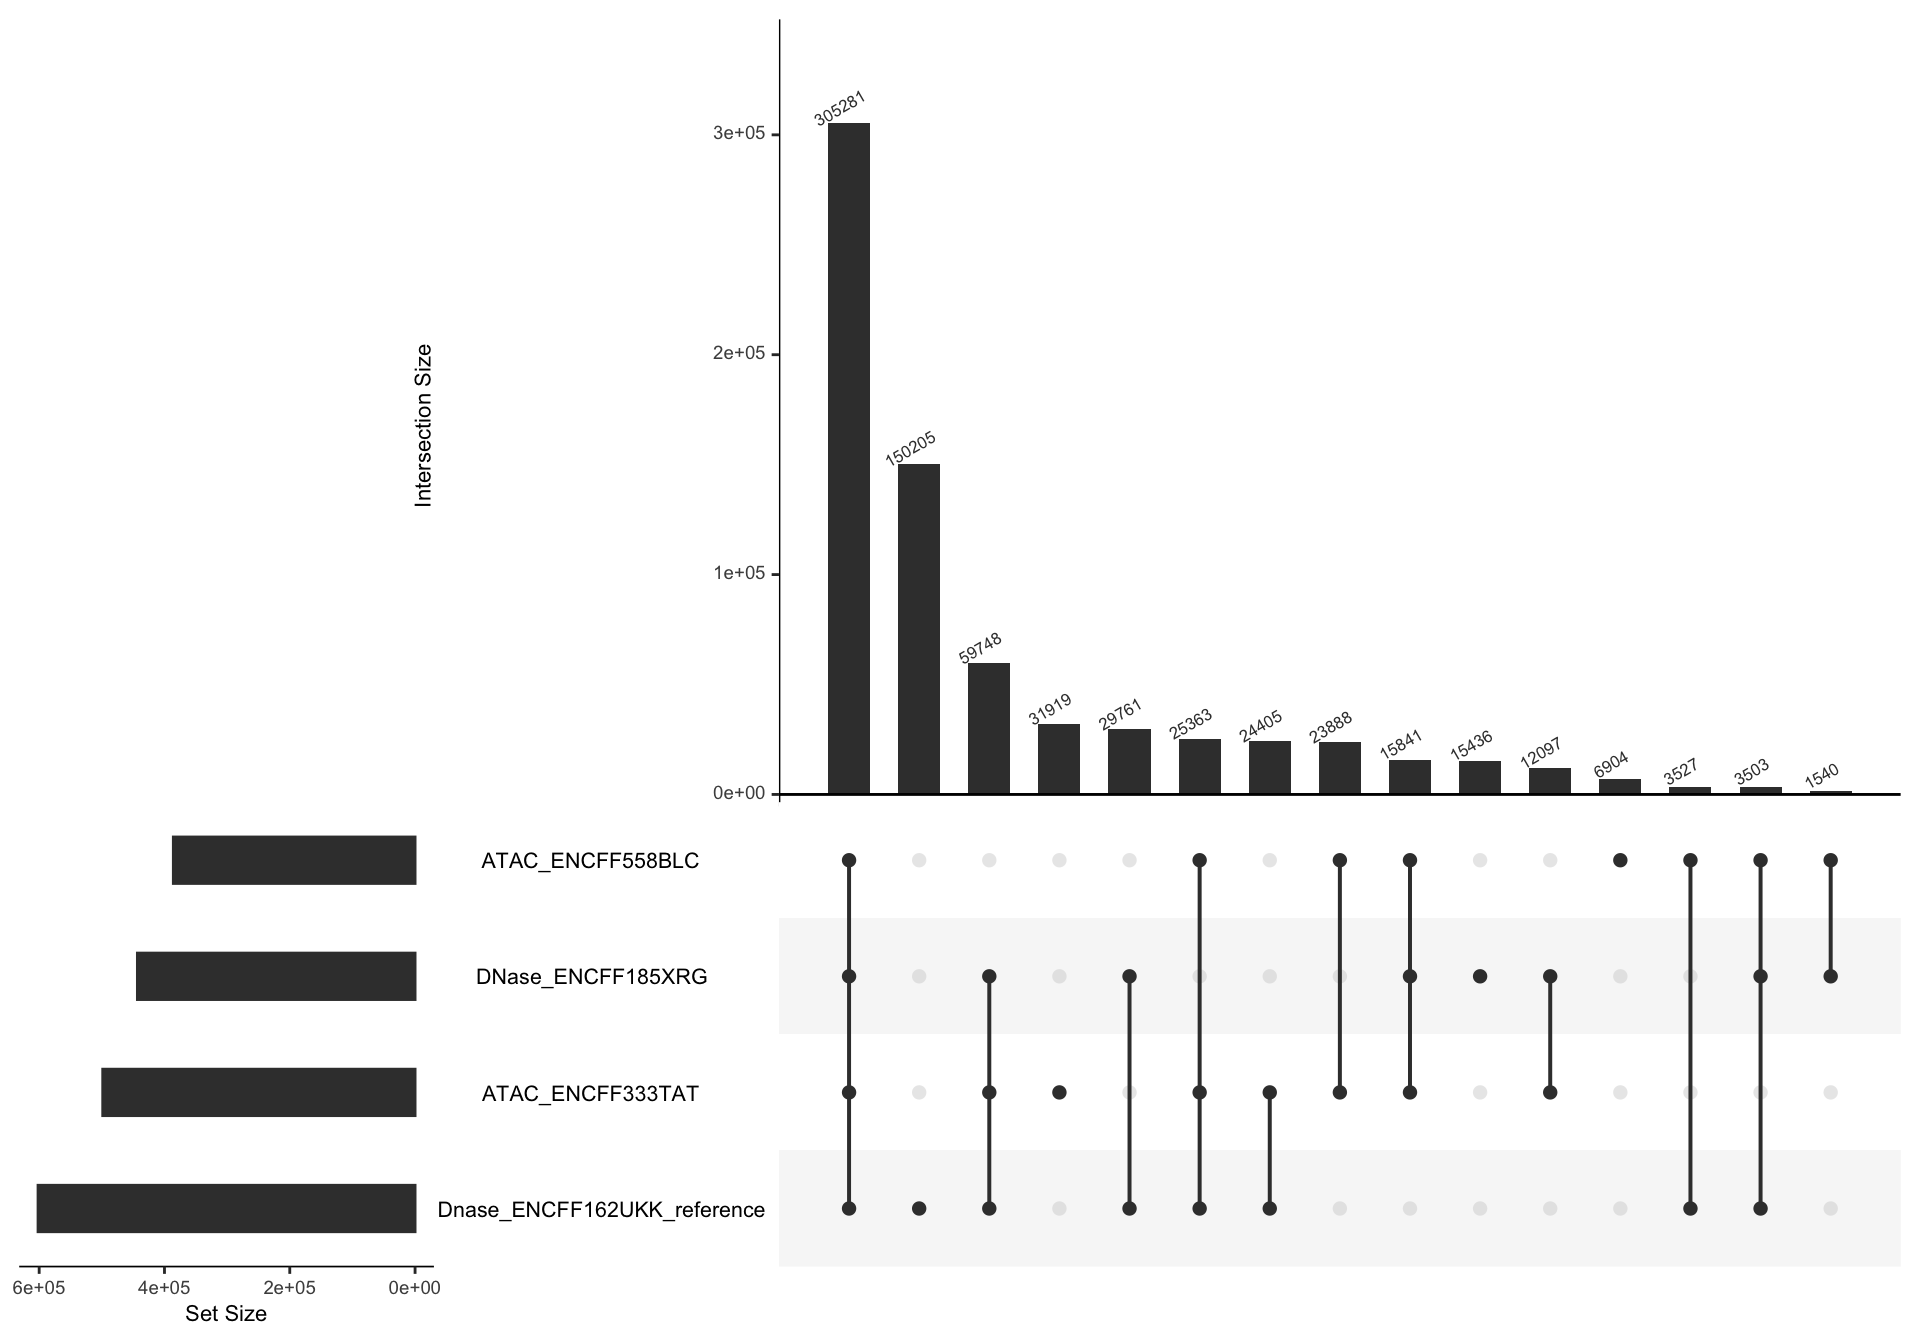 Intersection Size
3e+05
2e+05
1e+05
0e+00
305281
150205
59748
31919
29761
25363
24405
23888
15841
15436
12097
6904
3527
3503
1540
ATAC_ENCFF558BLC
DNase_ENCFF185XRG
ATAC_ENCFF333TAT
Dnase_ENCFF162UKK_reference
6e+05 4e+05 2e+05 0e+00
Set Size